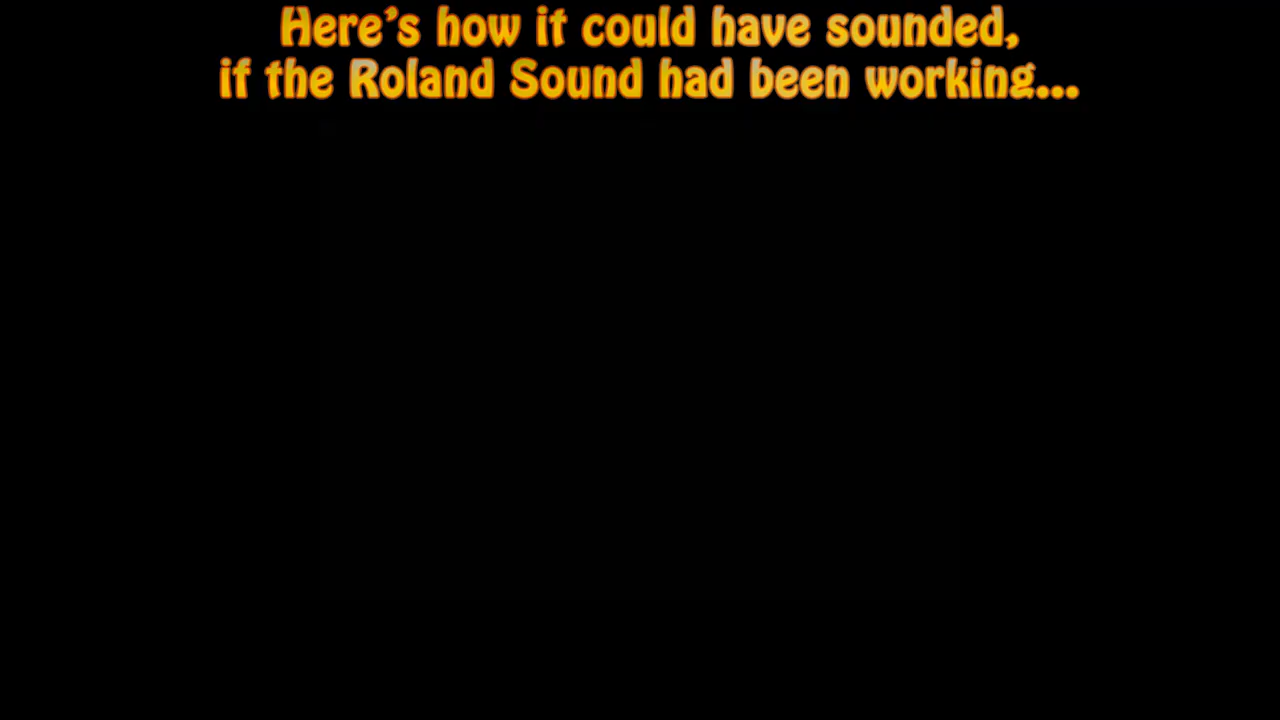 Here's how it could have sounded,
if the Roland Sound had been working...